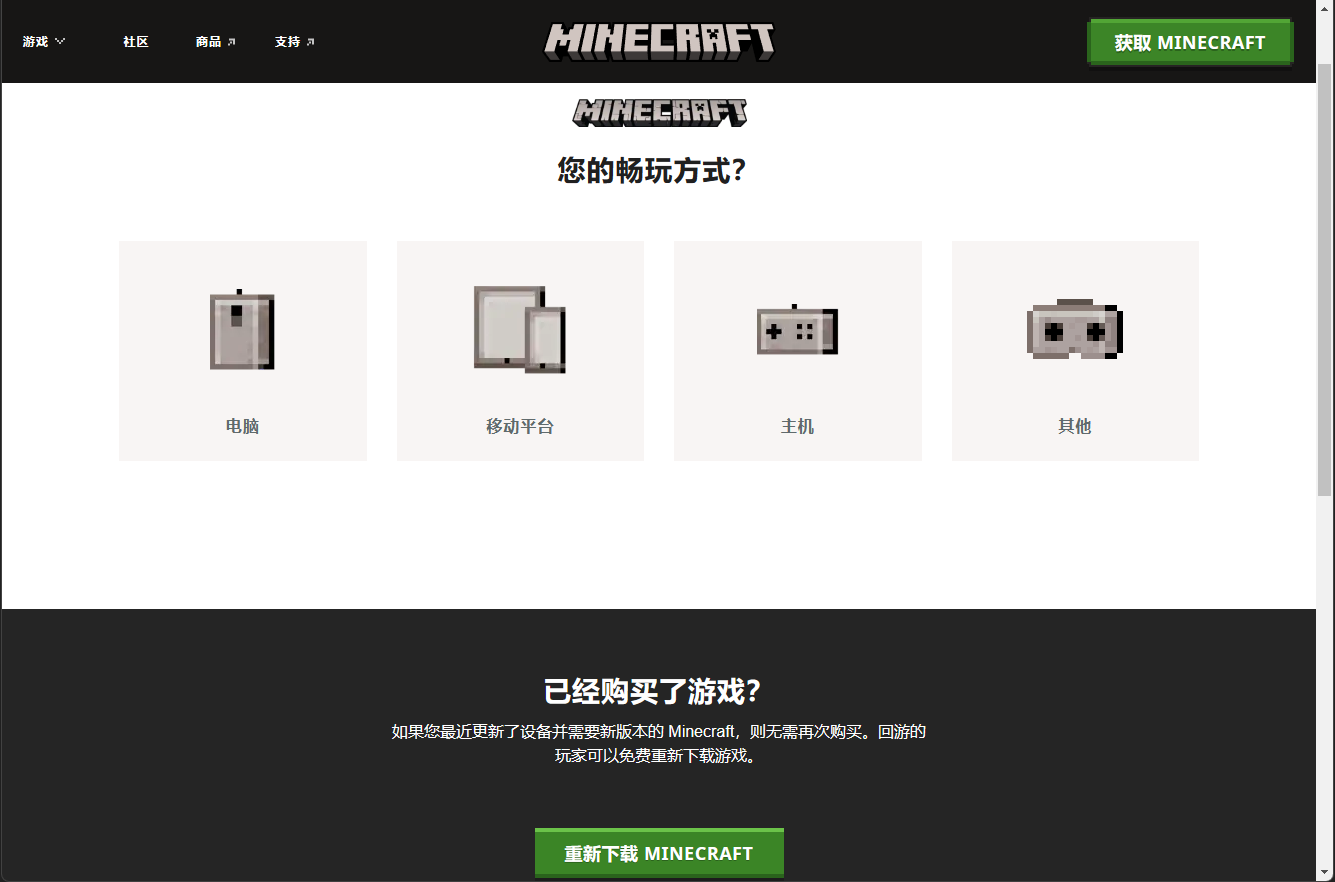 游戏
社区
商品
支持
MINECRAFT
获取 MINECRAFT
MINECRAFT
您的畅玩方式？
电脑
移动平台
主机
其他
已经购买了游戏？
如果您最近更新了设备并需要新版本的 Minecraft，则无需再次购买。回游的
玩家可以免费重新下载游戏。
重新下载 MINECRAFT